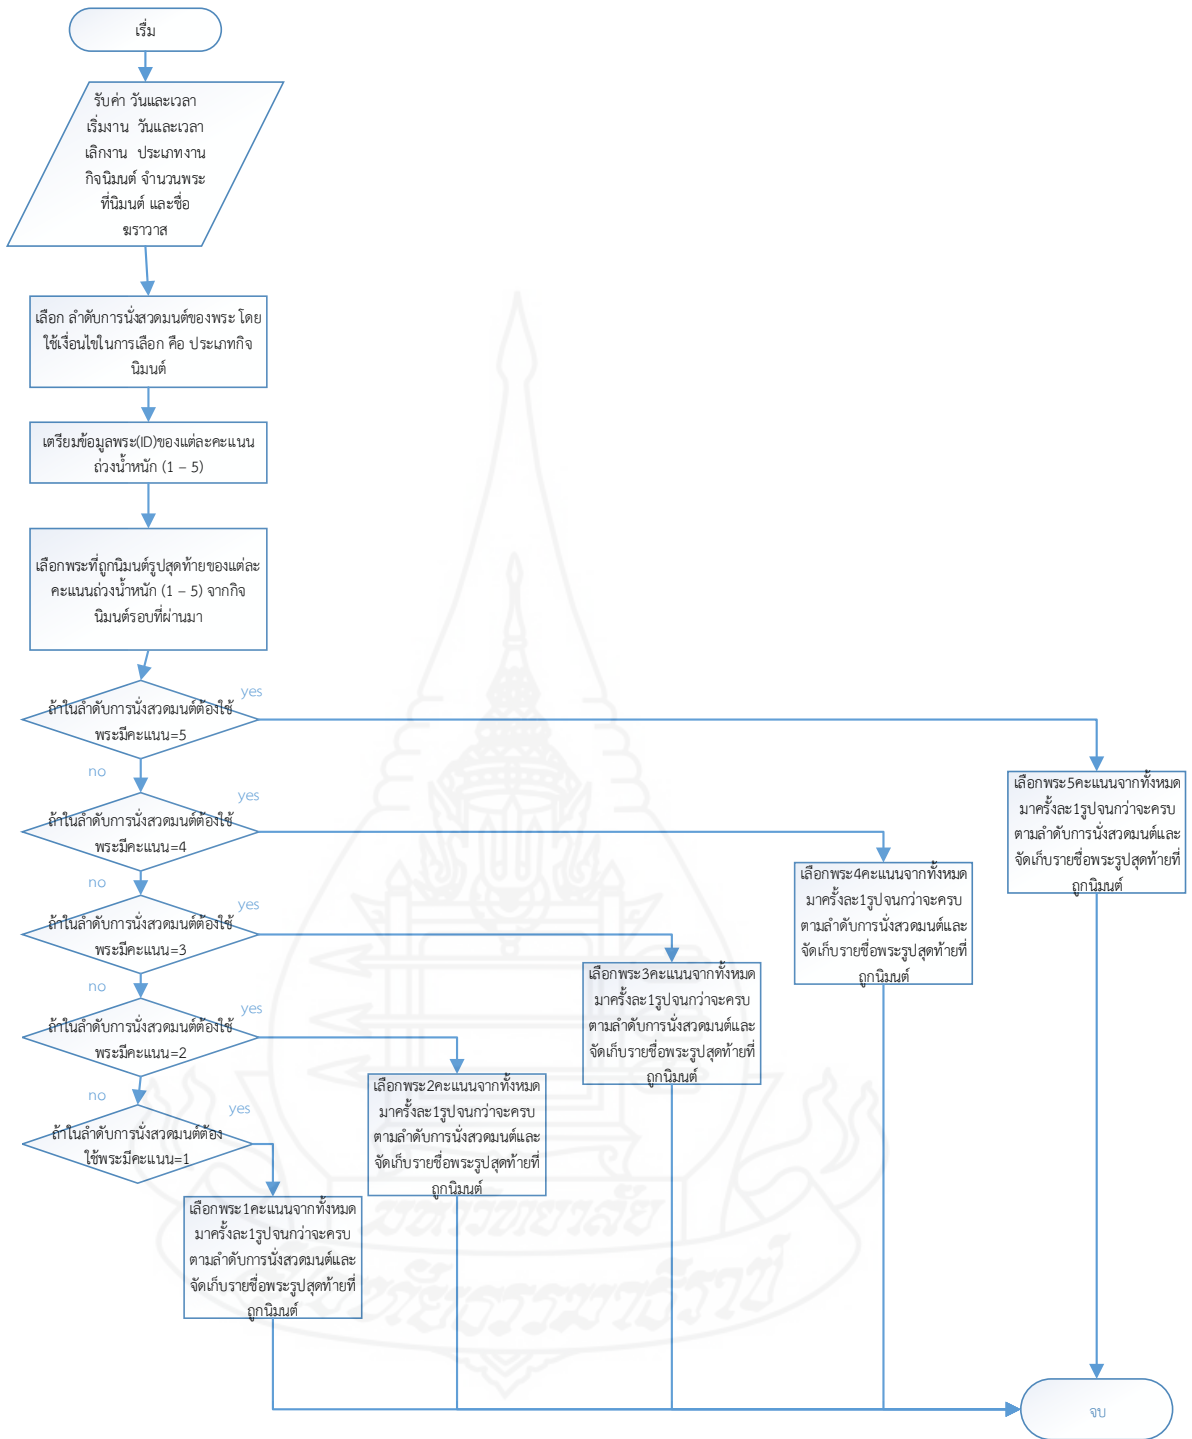 เริ่ม
รับค่า วันและเวลา
เริ่มงาน วันและเวลา
เลิกงาน ประเภทงาน
กิจนิมนต์ จำนวนพระ
ที่นิมนต์ และชื่อ
ฆราวาส
เลือก ลำดับการนั่งสวดมนต์ของพระ โดย
ใช้เงื่อนไขในการเลือก คือ ประเภทกิจ
นิมนต์
เตรียมข้อมูลพระ(ID)ของแต่ละคะแนน
ถ่วงน้ำหนัก (1 – 5)
เลือกพระที่ถูกนิมนต์รูปสุดท้ายของแต่ละ
คะแนนถ่วงน้ำหนัก (1 – 5) จากกิจ
นิมนต์รอบที่ผ่านมา
ถ้าในลำดับการนั่งสวดมนต์ต้องใช้
พระมีคะแนน=5
yes
no
เลือกพระ5คะแนนจากทั้งหมด
มาครั้งละ1รูปจนกว่าจะครบ
ตามลำดับการนั่งสวดมนต์และ
จัดเก็บรายชื่อพระรูปสุดท้ายที่
ถูกนิมนต์
ถ้าในลำดับการนั่งสวดมนต์ต้องใช้
พระมีคะแนน=4
yes
no
เลือกพระ4คะแนนจากทั้งหมด
มาครั้งละ1รูปจนกว่าจะครบ
ตามลำดับการนั่งสวดมนต์และ
จัดเก็บรายชื่อพระรูปสุดท้ายที่
ถูกนิมนต์
ถ้าในลำดับการนั่งสวดมนต์ต้องใช้
พระมีคะแนน=3
yes
no
เลือกพระ3คะแนนจากทั้งหมด
มาครั้งละ1รูปจนกว่าจะครบ
ตามลำดับการนั่งสวดมนต์และ
จัดเก็บรายชื่อพระรูปสุดท้ายที่
ถูกนิมนต์
ถ้าในลำดับการนั่งสวดมนต์ต้องใช้
พระมีคะแนน=2
yes
no
เลือกพระ2คะแนนจากทั้งหมด
มาครั้งละ1รูปจนกว่าจะครบ
ตามลำดับการนั่งสวดมนต์และ
จัดเก็บรายชื่อพระรูปสุดท้ายที่
ถูกนิมนต์
ถ้าในลำดับการนั่งสวดมนต์ต้อง
ใช้พระมีคะแนน=1
yes
เลือกพระ1คะแนนจากทั้งหมด
มาครั้งละ1รูปจนกว่าจะครบ
ตามลำดับการนั่งสวดมนต์และ
จัดเก็บรายชื่อพระรูปสุดท้ายที่
ถูกนิมนต์
จบ
มหาวิทยาลัย
สุโขทัยธรรมาธิราช